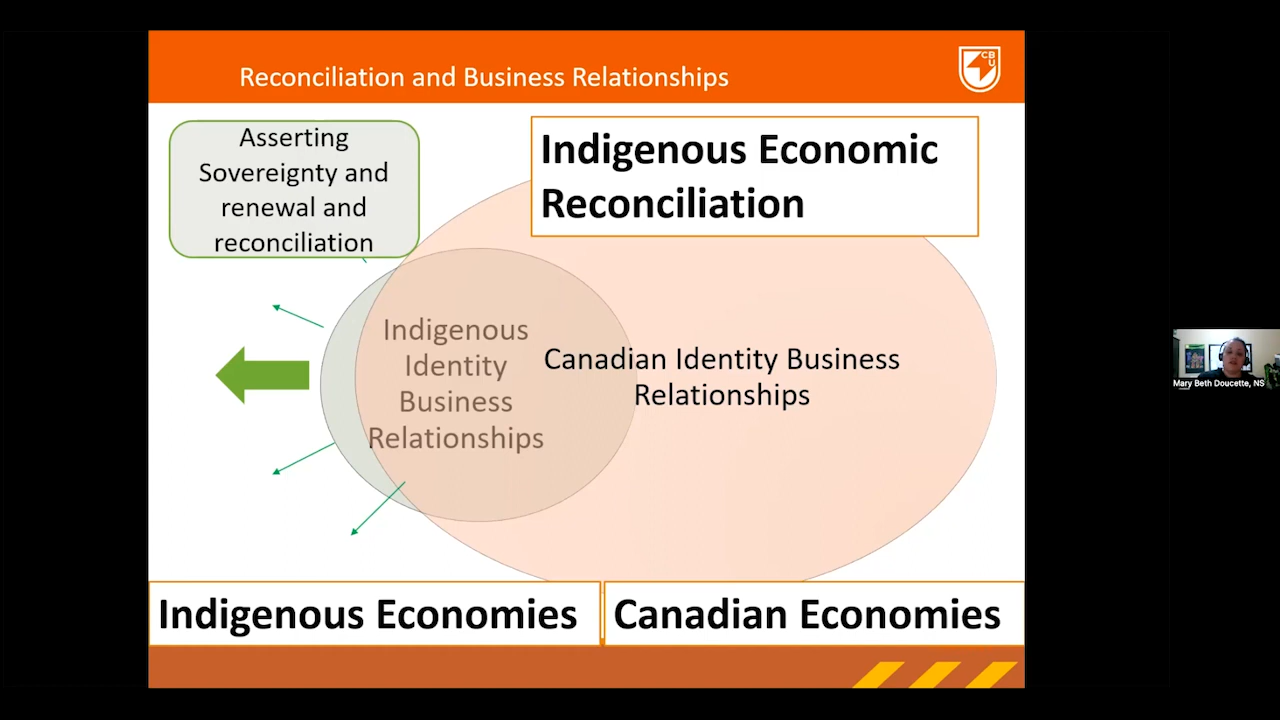 Reconciliation and Business Relationships
CB
U
Asserting
Sovereignty and
renewal and
reconciliation
Indigenous Economic
Reconciliation
Indigenous
Identity
Business
Relationships
Canadian Identity Business
Relationships
Mary Beth Doucette, NS
Indigenous Economies
Canadian Economies